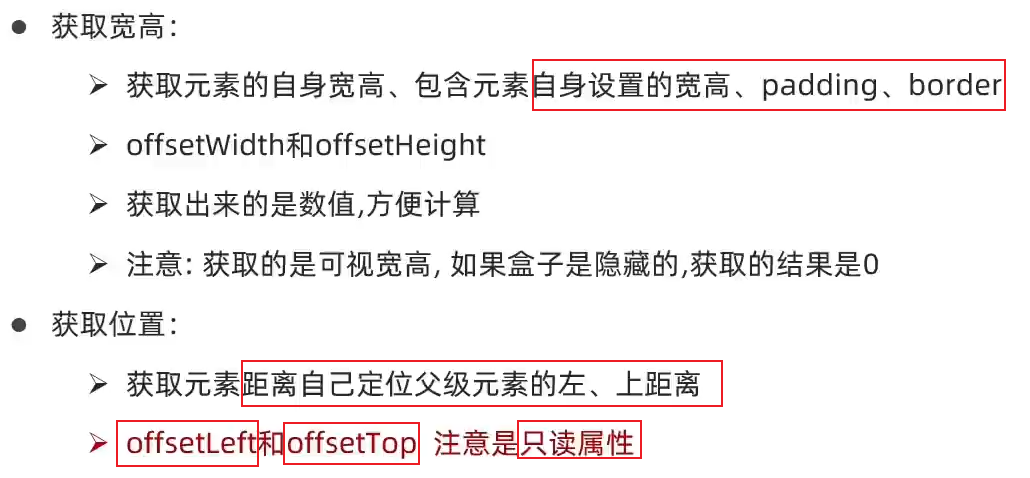 ● 获取宽高：
➢ 获取元素的自身宽高、包含元素自身设置的宽高、padding、border
➢ offsetWidth和offsetHeight
➢ 获取出来的是数值,方便计算
➢ 注意: 获取的是可视宽高, 如果盒子是隐藏的,获取的结果是0
● 获取位置：
➢ 获取元素距离自己定位父级元素的左、上距离
➢ offsetLeft和offsetTop 注意是只读属性